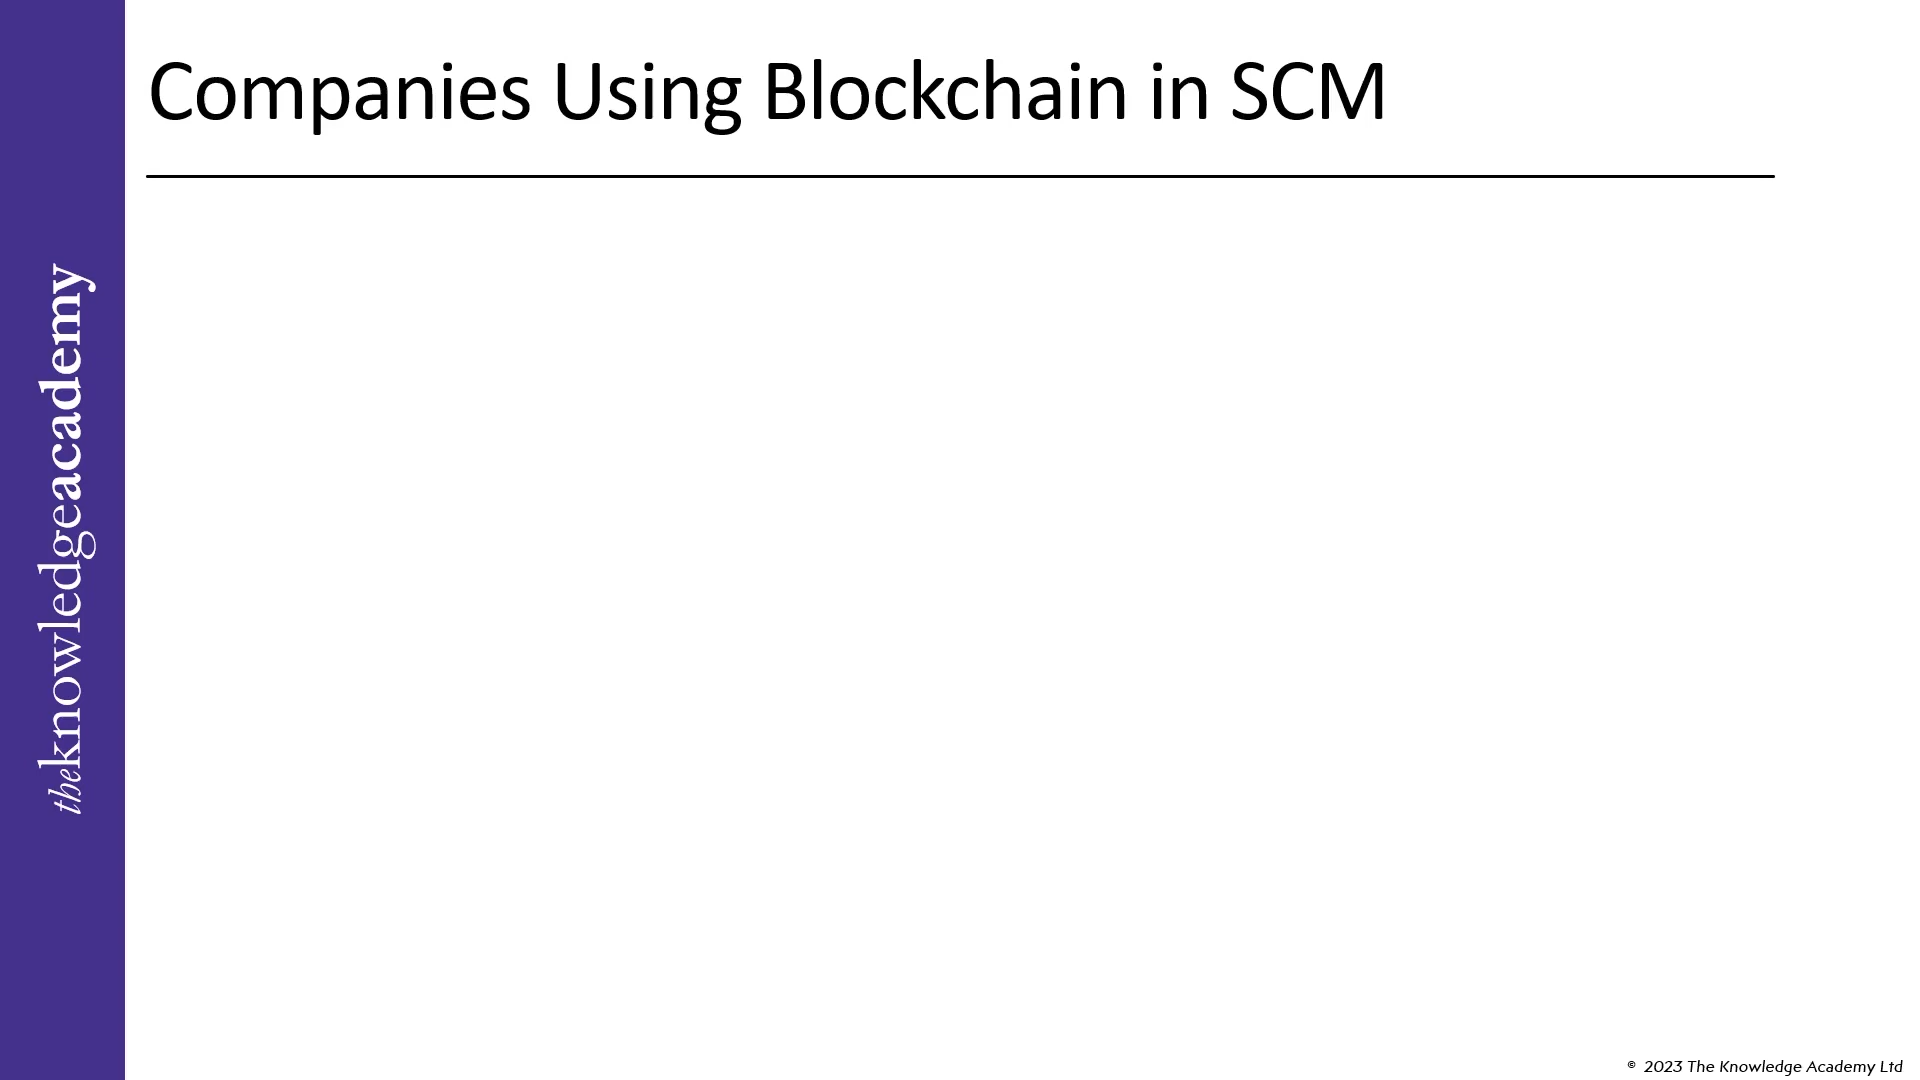 Companies Using Blockchain in SCM
theknowledgeacademy
© 2023 The Knowledge Academy Ltd